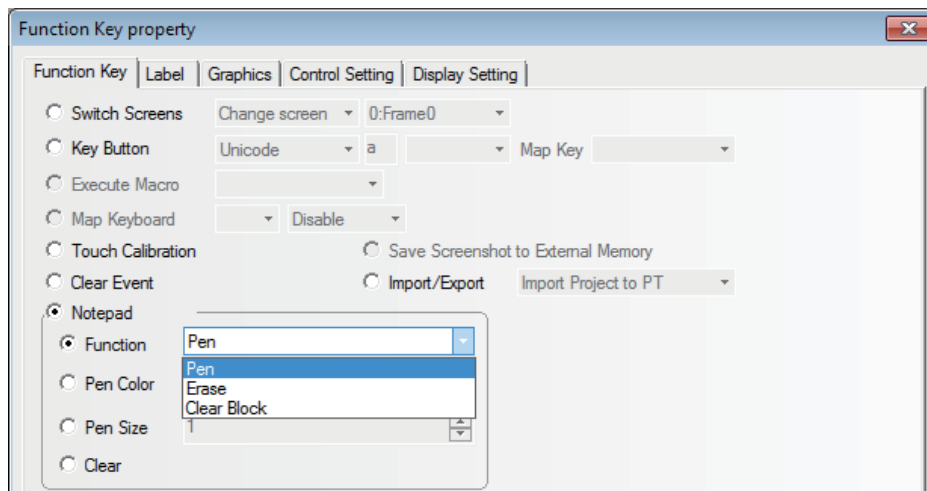 Function Key property
Function Key Label Graphics Control Setting Display Setting
Switch Screens Change screen 0:Frame0
Key Button Unicode a Map Key
Execute Macro
Map Keyboard Disable
Touch Calibration Save Screenshot to External Memory
Clear Event Import/Export Import Project to PT
Notepad
Function Pen
Pen
Pen Color Erase
Clear Block
Pen Size 1
Clear